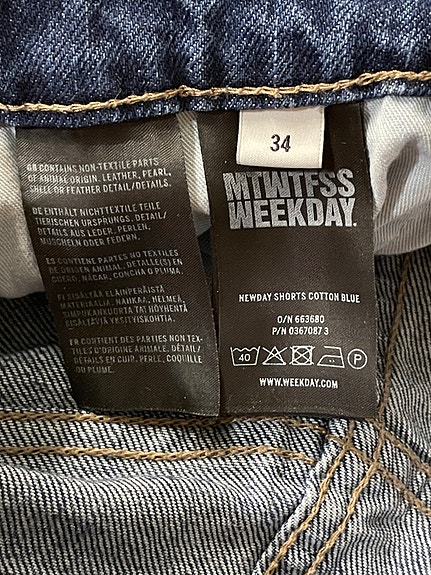 GB CONTAINS NON-TEXTILE PARTS
OF ANIMAL ORIGIN. LEATHER, PEARL,
SHELL OR FEATHER DETAIL/DETAILS.
DE ENTHÄLT NICHTTEXTILE TEILE
TIERISCHEN URSPRUNGS. DETAIL/
DETAILS AUS LEDER, PERLEN,
MUSCHELN ODER FEDERN.
ES CONTIENE PARTES NO TEXTILES
DE ORIGEN ANIMAL. DETALLE(S) EN
CUERO, NÁCAR, CONCHA O PLUMA.
FI SISÄLTÄÄ ELÄINPERÄISTÄ
MATERIAALIA. NAHKAA, HELMEÄ,
SIMPUKANKUORTA TAI HÖYHENTÄ
SISÄLTÄVÄ YKSITYISKOHTIA.
FR CONTIENT DES PARTIES NON TEX-
TILES D'ORIGINE ANIMALE. DÉTAIL/
DÉTAILS EN CUIR, PERLE, COQUILLE
OU PLUME.
34
MTWTFSS
WEEKDAY.
NEWDAY SHORTS COTTON BLUE
O/N 663680
P/N 0367087 3
40 P
WWW.WEEKDAY.COM